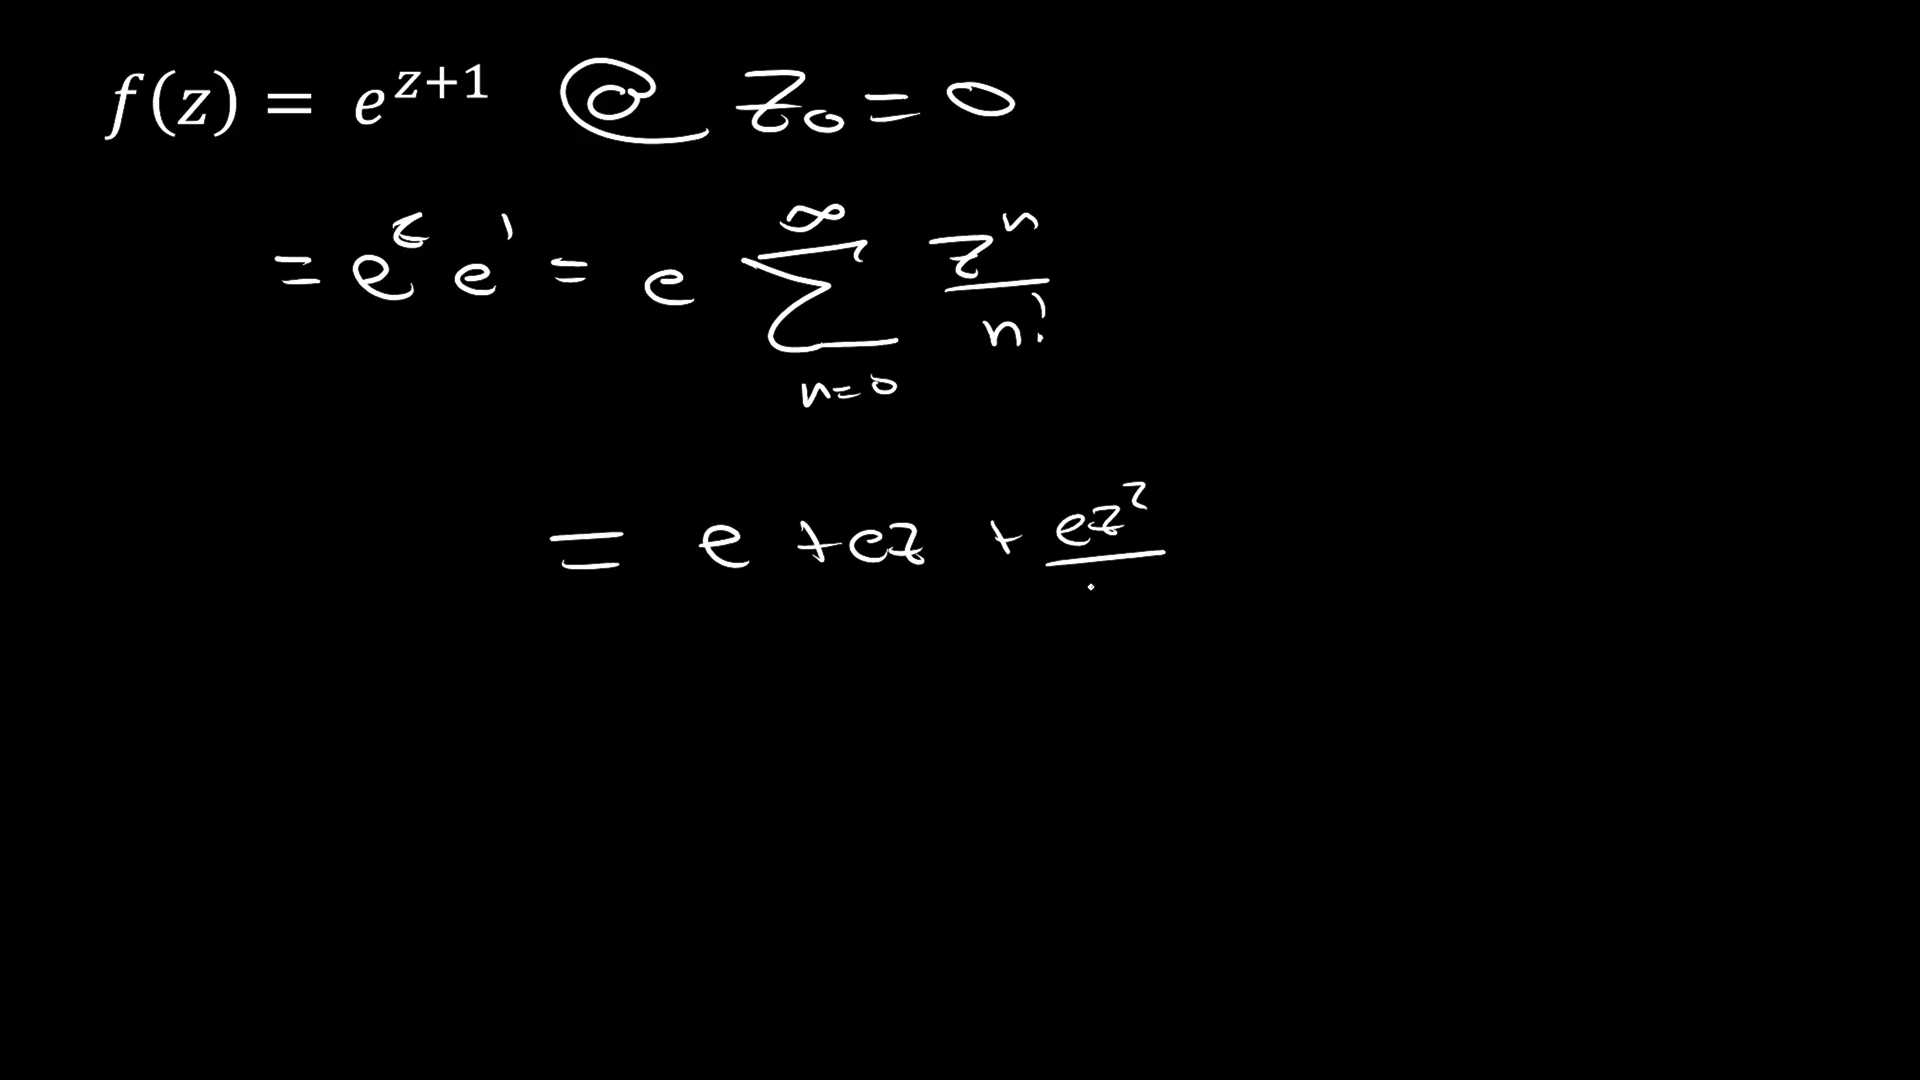 f(z) = e^{z+1} @ z₀ = 0
= e^z e^1 = e ∑_{n=0}^{∞} z^n / n!
= e + ez + ez² /